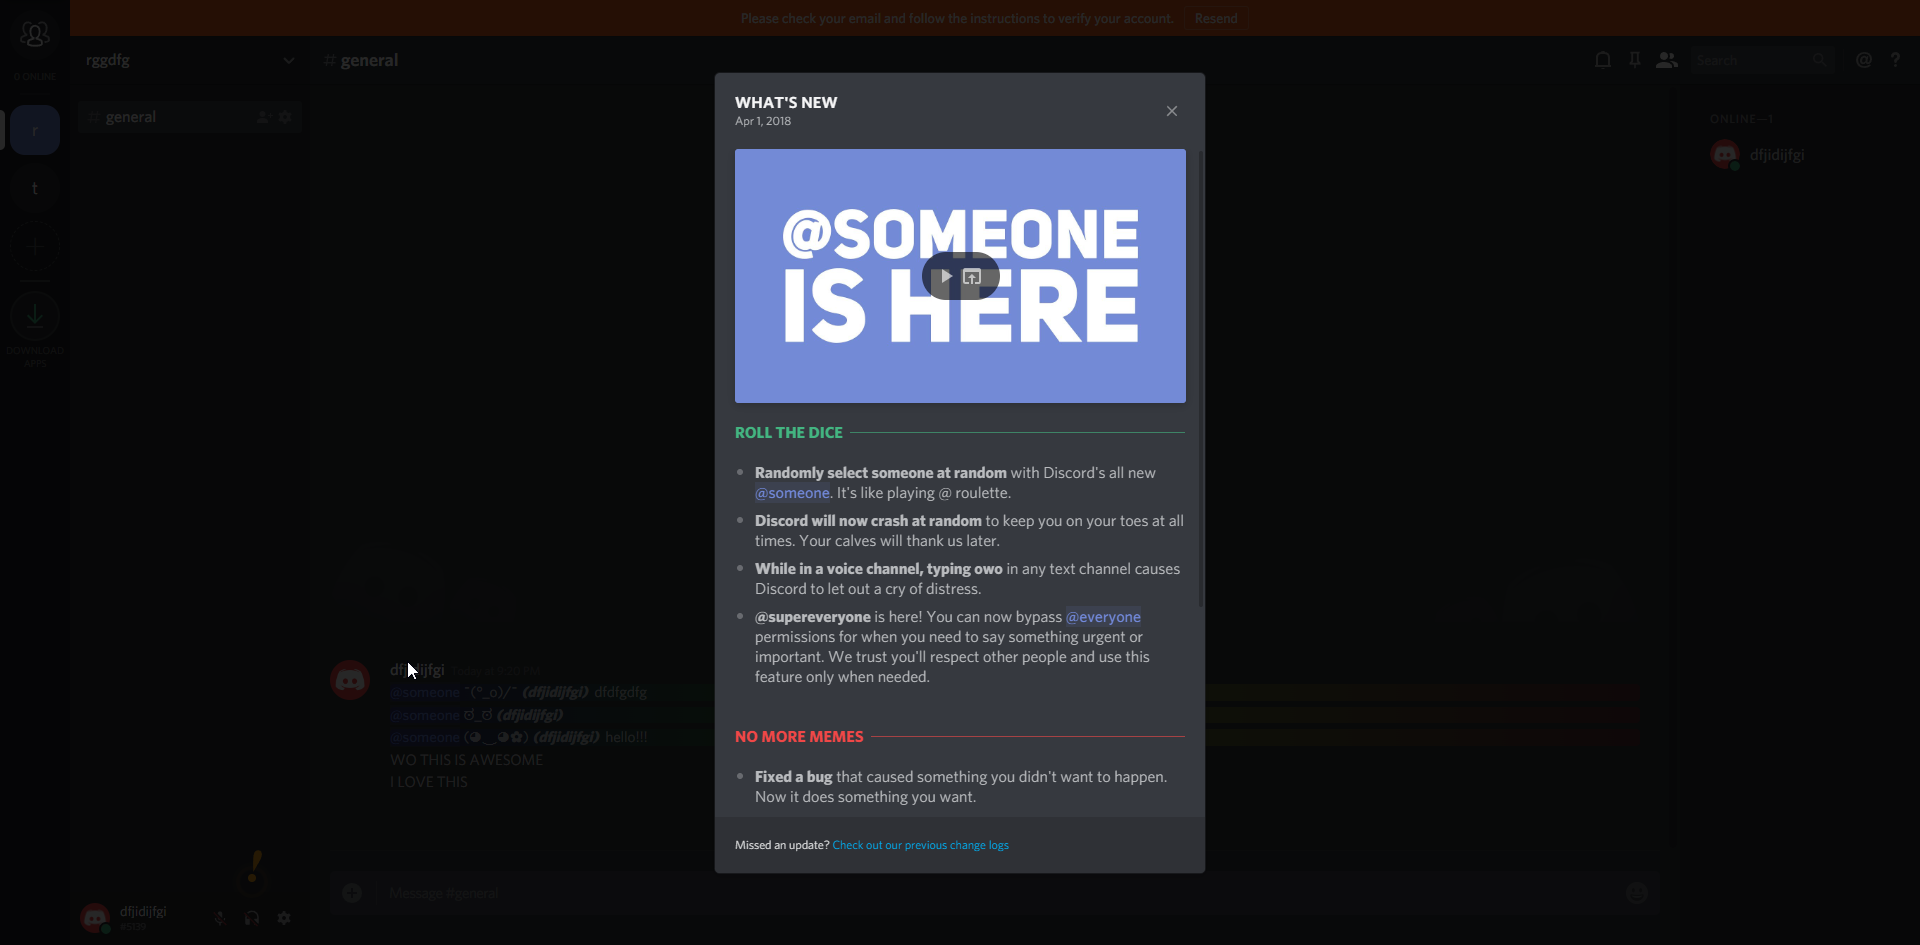 Please check your email and follow the instructions to verify your account. Resend
0 ONLINE
rggdfg
# general
Search
@ ?
# general
r
t
DOWNLOAD
APPS
WHAT'S NEW
Apr 1, 2018
@SOMEONE
IS HERE
ROLL THE DICE
Randomly select someone at random with Discord's all new
@someone. It's like playing @ roulette.
Discord will now crash at random to keep you on your toes at all
times. Your calves will thank us later.
While in a voice channel, typing owo in any text channel causes
Discord to let out a cry of distress.
@supereveryone is here! You can now bypass @everyone
permissions for when you need to say something urgent or
important. We trust you'll respect other people and use this
feature only when needed.
NO MORE MEMES
Fixed a bug that caused something you didn't want to happen.
Now it does something you want.
Missed an update? Check out our previous change logs
ONLINE—1
dfjidijfgi
dfjidijfgi
@someone ¯(°_o)/¯ (dfjidijfgi) dfdfgdfg
@someone ಠ_ಠ (dfjidijfgi)
@someone (◕‿◕✿) (dfjidijfgi) hello!!!
WO THIS IS AWESOME
I LOVE THIS
Message #general
dfjidijfgi